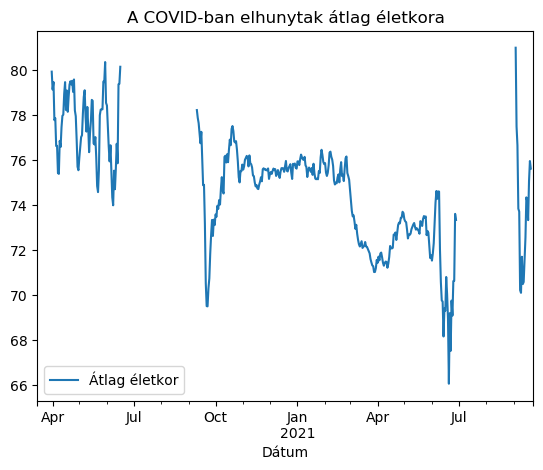 A COVID-ban elhunytak átlag életkora
80
78
76
74
72
70
68
66
Átlag életkor
Apr Jul Oct Jan Apr Jul
2021
Dátum